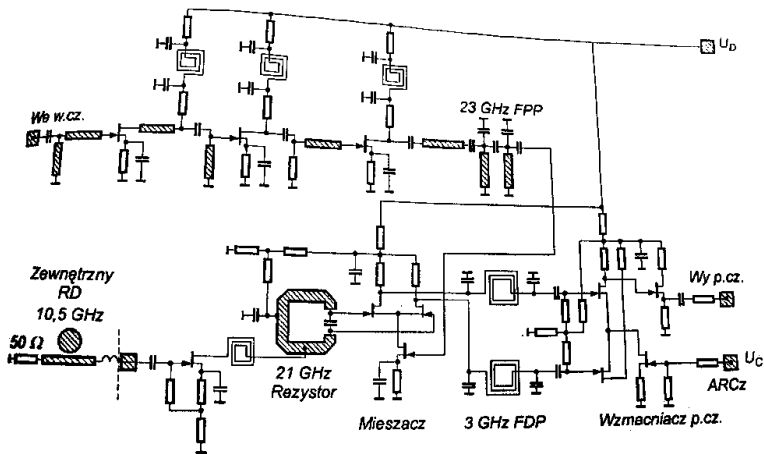 U_D
We w.cz.
23 GHz FPP
Zewnętrzny
RD
10,5 GHz
50 Ω
21 GHz
Rezystor
Mieszacz
3 GHz FDP
Wy p.cz.
U_C
ARCz
Wzmacniacz p.cz.